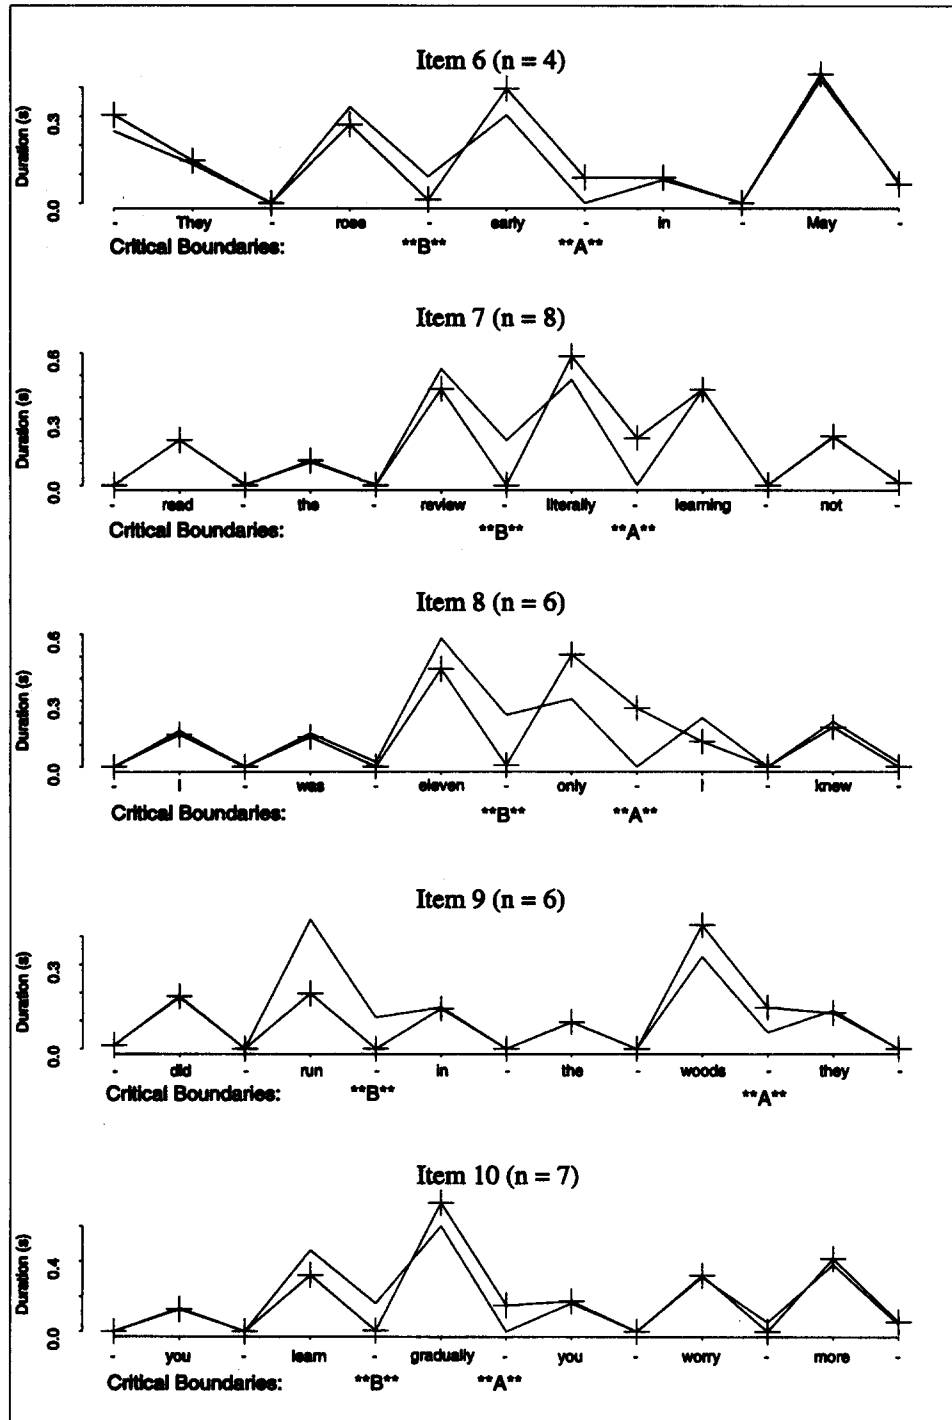 Item 6 (n = 4)
Duration (s)
0.0 0.3
- They - rose - early - in - May -
Critical Boundaries: **B** **A**
Item 7 (n = 8)
Duration (s)
0.0 0.3 0.6
- read - the - review - literally - learning - not -
Critical Boundaries: **B** **A**
Item 8 (n = 6)
Duration (s)
0.0 0.3 0.6
- I - was - eleven - only - I - knew -
Critical Boundaries: **B** **A**
Item 9 (n = 6)
Duration (s)
0.0 0.3
- did - run - in - the - woods - they -
Critical Boundaries: **B** **A**
Item 10 (n = 7)
Duration (s)
0.0 0.4
- you - learn - gradually - you - worry - more -
Critical Boundaries: **B** **A**